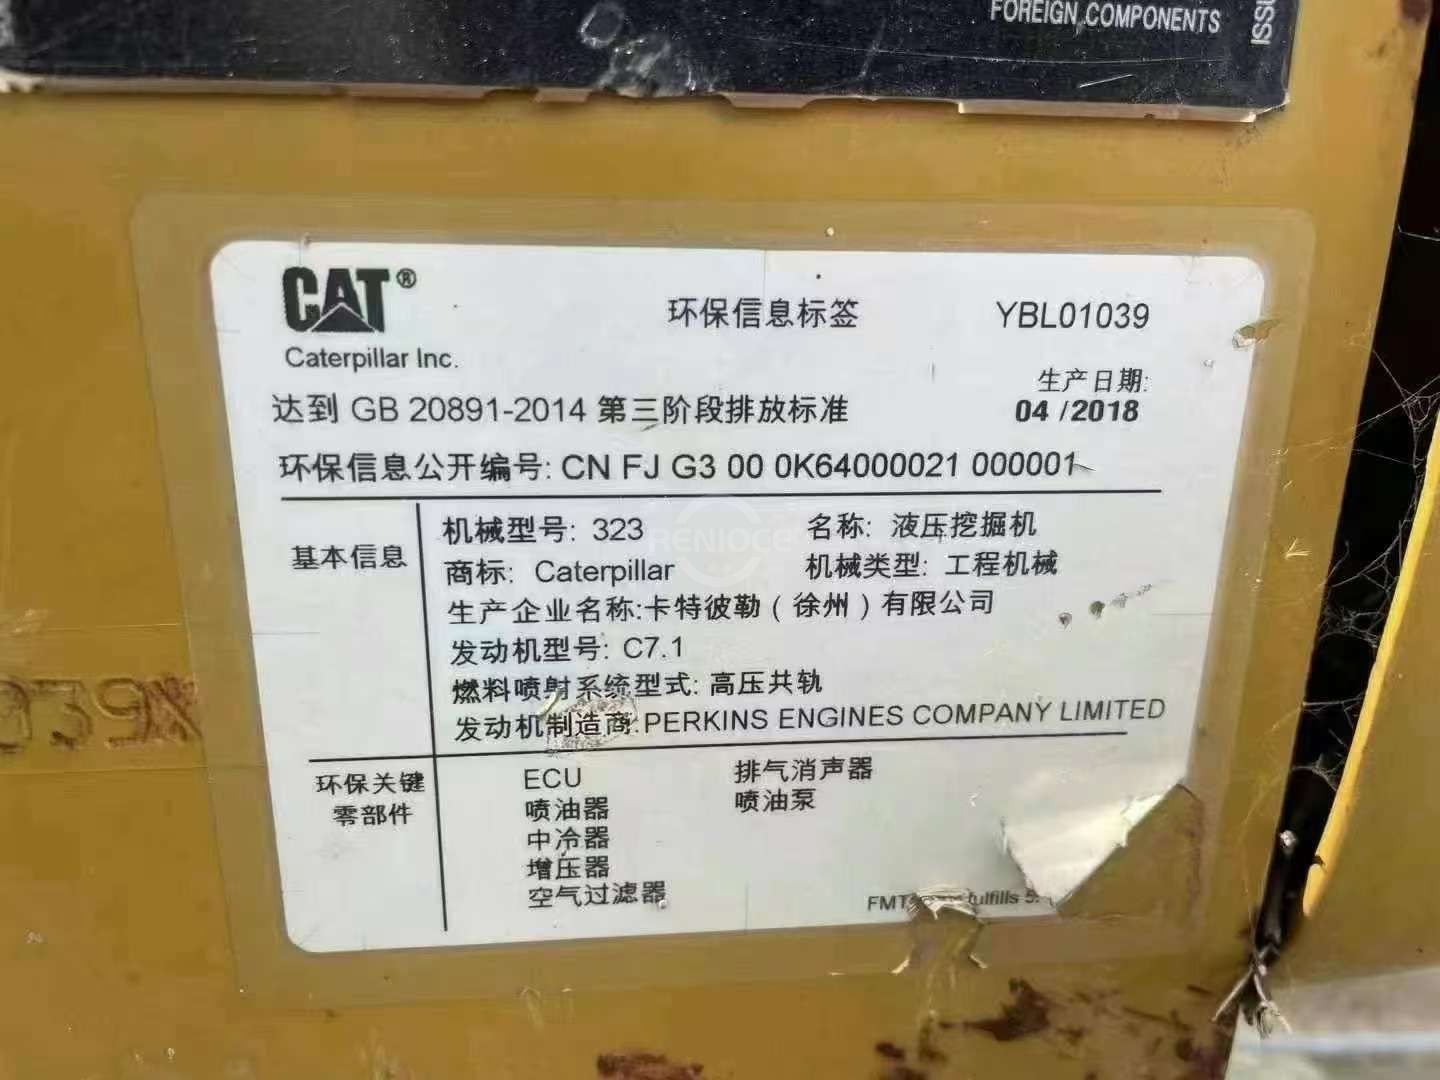 FOREIGN COMPONENTS
CAT®
Caterpillar Inc.
环保信息标签
YBL01039
生产日期:
04 /2018
达到 GB 20891-2014 第三阶段排放标准
环保信息公开编号: CN FJ G3 00 0K64000021 000001
基本信息
机械型号: 323 名称: 液压挖掘机
商标: Caterpillar 机械类型: 工程机械
生产企业名称:卡特彼勒（徐州）有限公司
发动机型号: C7.1
燃料喷射系统型式: 高压共轨
发动机制造商:PERKINS ENGINES COMPANY LIMITED
环保关键
零部件
ECU 排气消声器
喷油器 喷油泵
中冷器
增压器
空气过滤器
fulfills
RENIOCE